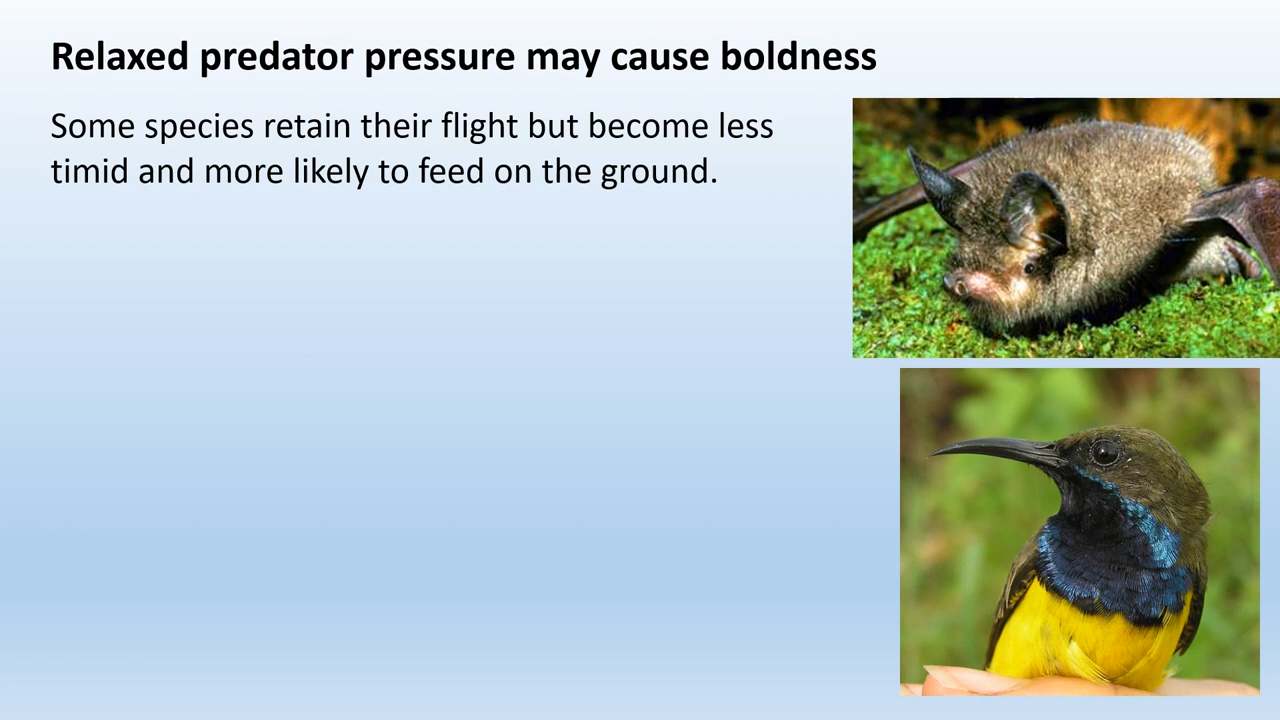 Relaxed predator pressure may cause boldness
Some species retain their flight but become less
timid and more likely to feed on the ground.